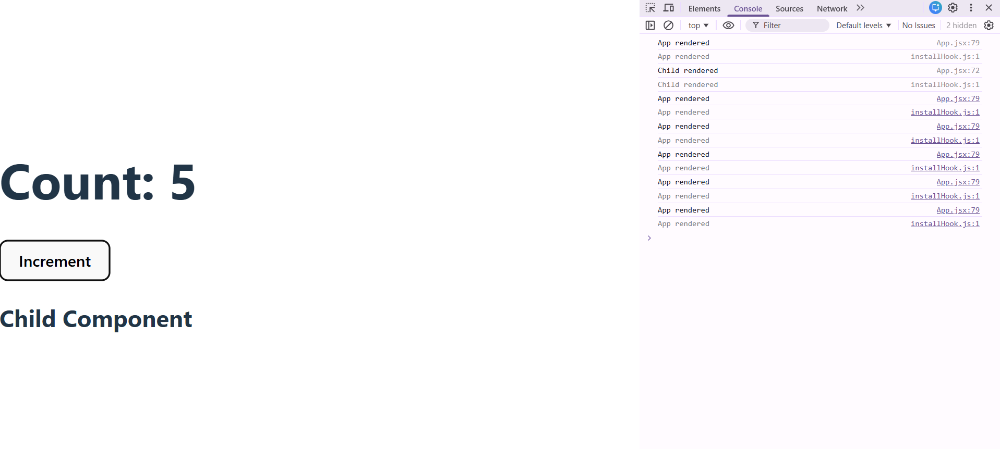 Count: 5
Increment
Child Component
Elements Console Sources Network
top Filter Default levels No Issues 2 hidden
App rendered App.jsx:79
App rendered installHook.js:1
Child rendered App.jsx:72
Child rendered installHook.js:1
App rendered App.jsx:79
App rendered installHook.js:1
App rendered App.jsx:79
App rendered installHook.js:1
App rendered App.jsx:79
App rendered installHook.js:1
App rendered App.jsx:79
App rendered installHook.js:1
App rendered App.jsx:79
App rendered installHook.js:1